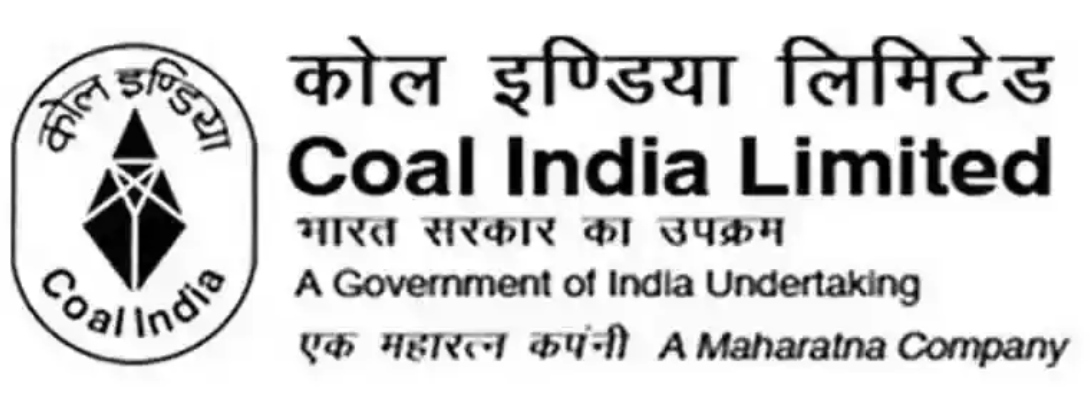 कोल इण्डिया
Coal India
कोल इण्डिया लिमिटेड
Coal India Limited
भारत सरकार का उपक्रम
A Government of India Undertaking
एक महारत्न कपंनी A Maharatna Company